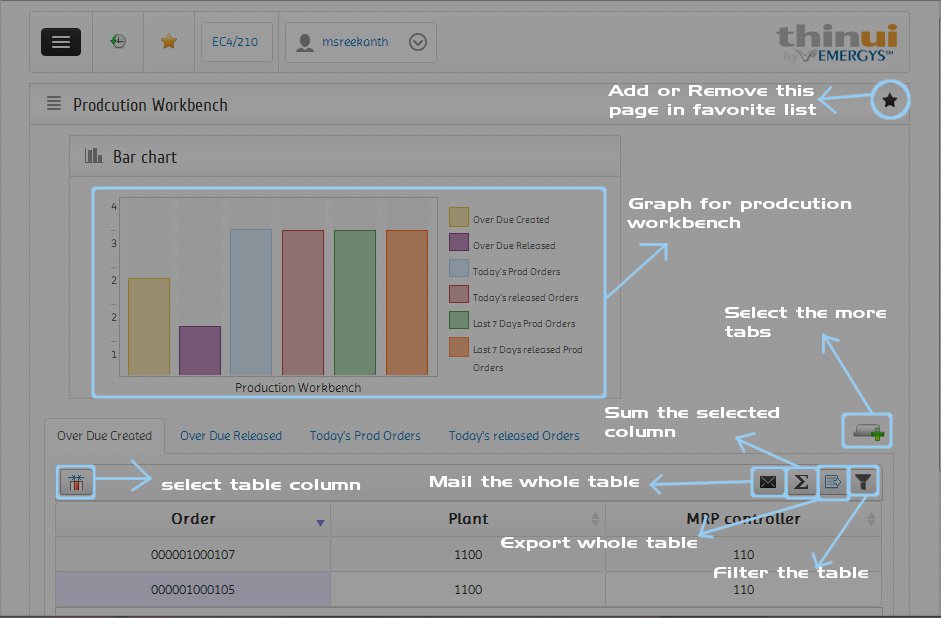 EC4/210
msreekanth
thinui
by EMERGYS℠
Prodcution Workbench
Add or Remove this
page in favorite list
Bar chart
4
3
2
2
1
Over Due Created
Over Due Released
Today's Prod Orders
Today's released Orders
Last 7 Days Prod Orders
Last 7 Days released Prod
Orders
Production Workbench
Graph for prodcution
workbench
Select the more
tabs
Sum the selected
column
Over Due Created Over Due Released Today's Prod Orders Today's released Orders
select table column
Mail the whole table
Order Plant MRP controller
Export whole table
000001000107 1100 110
Filter the table
000001000105 1100 110